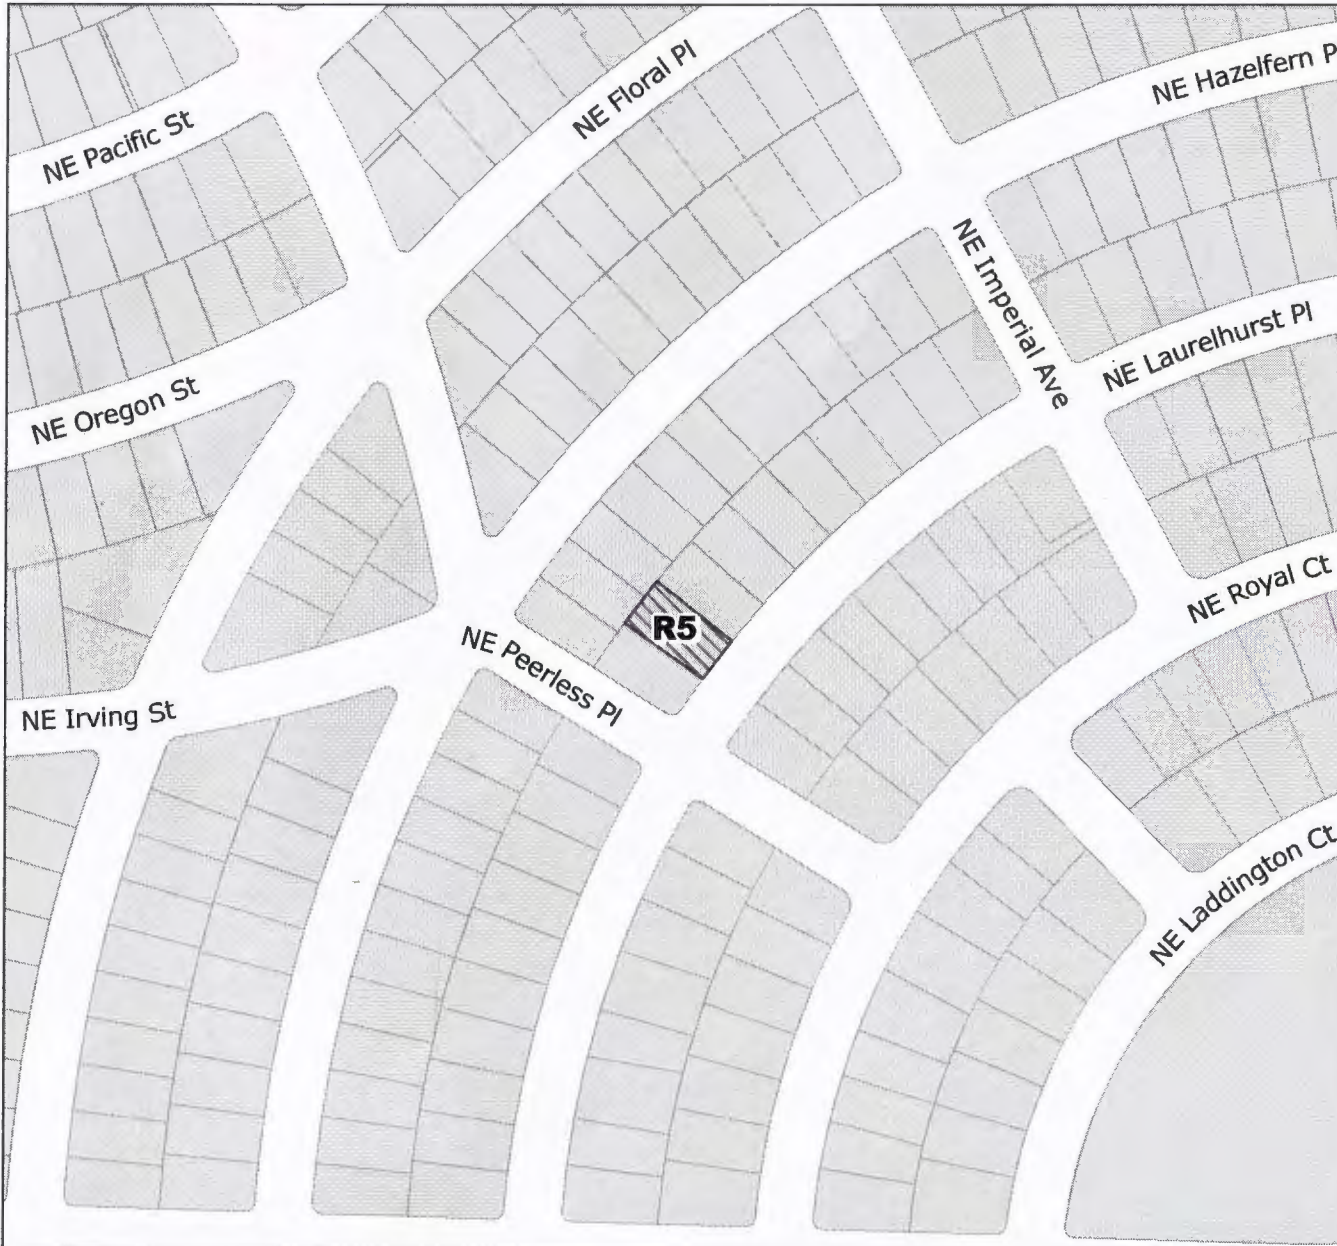 NE Floral Pl
NE Hazelfern P
NE Pacific St
NE Imperial Ave
NE Laurelhurst Pl
NE Oregon St
NE Royal Ct
R5
NE Peerless Pl
NE Irving St
NE Laddington Ct